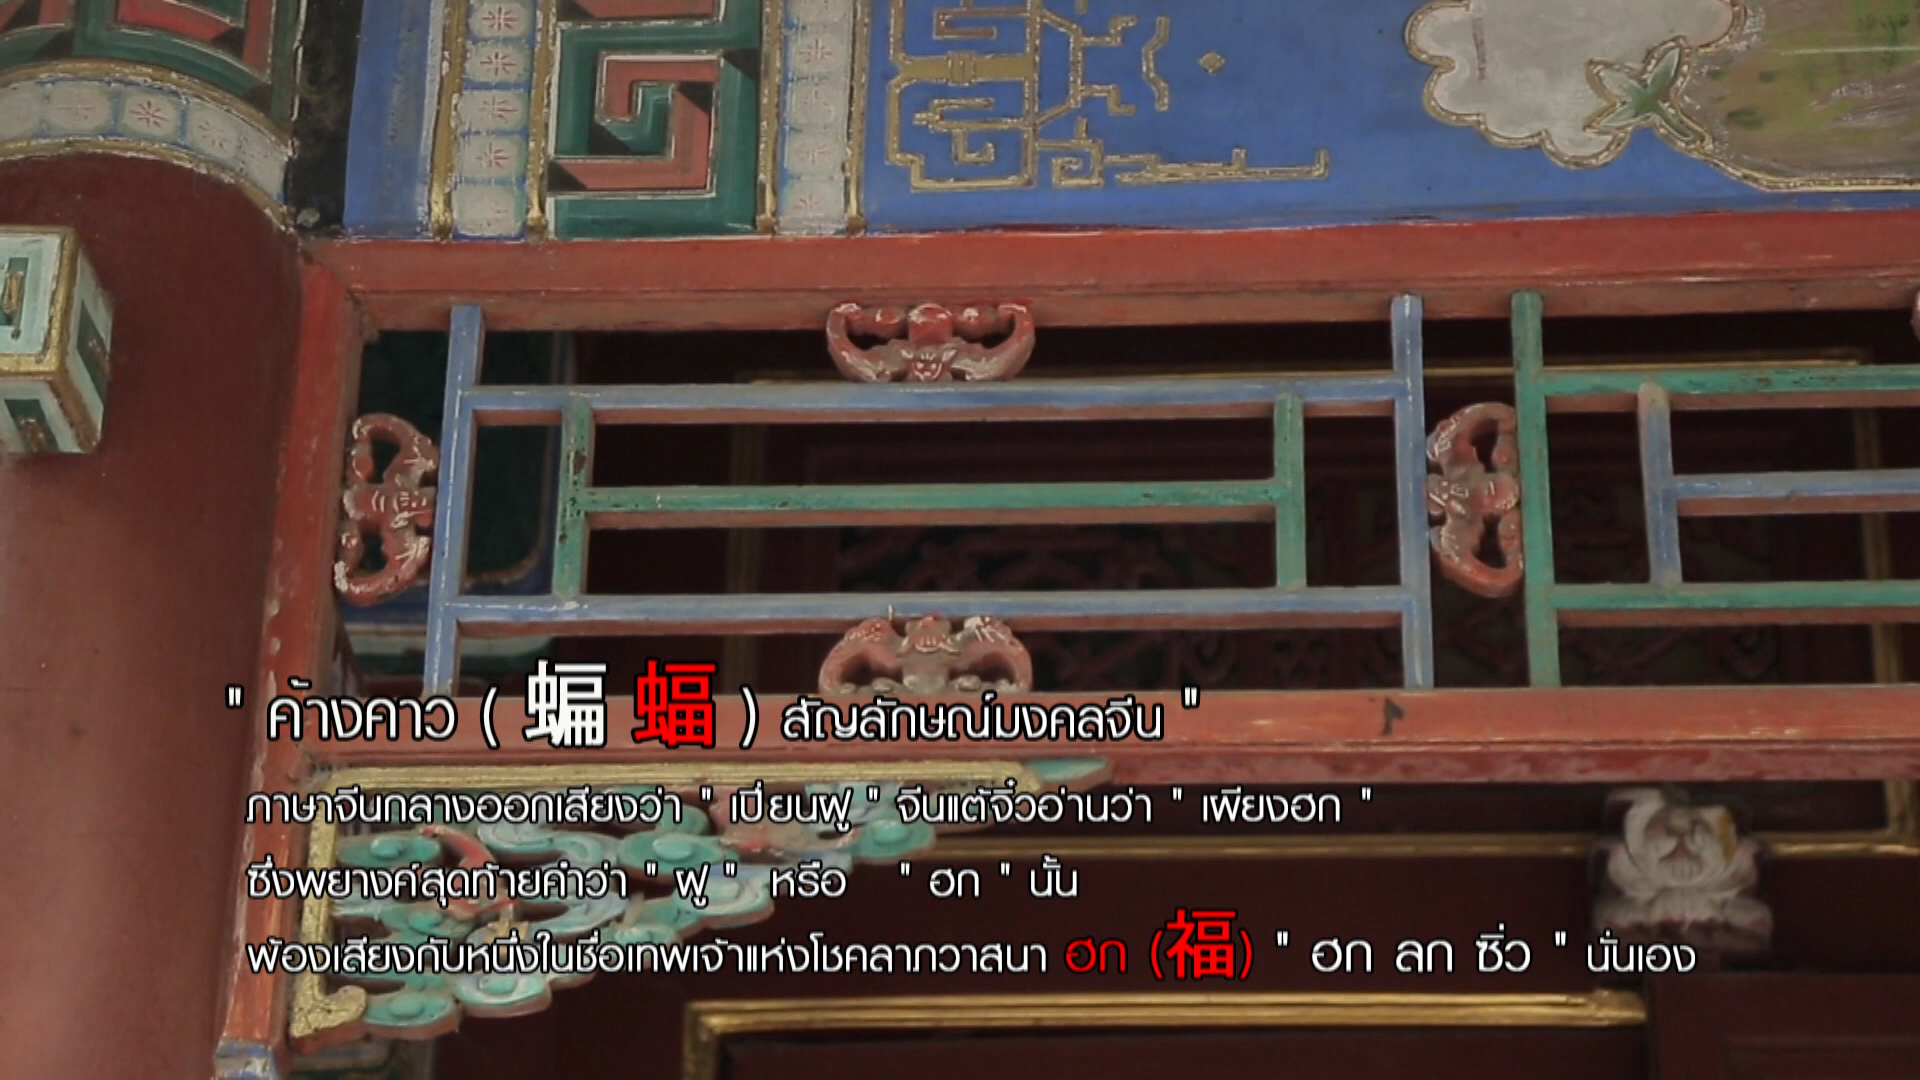 " ค้างคาว ( 蝙 蝠 ) สัญลักษณ์มงคลจีน "
ภาษาจีนกลางออกเสียงว่า " เปี่ยนฝู " จีนแต้จิ๋วอ่านว่า " เผียงฮก "
ซึ่งพยางค์สุดท้ายคำว่า " ฝู " หรือ " ฮก " นั้น
พ้องเสียงกับหนึ่งในชื่อเทพเจ้าแห่งโชคลาภวาสนา ฮก (福) " ฮก ลก ซิ่ว " นั่นเอง